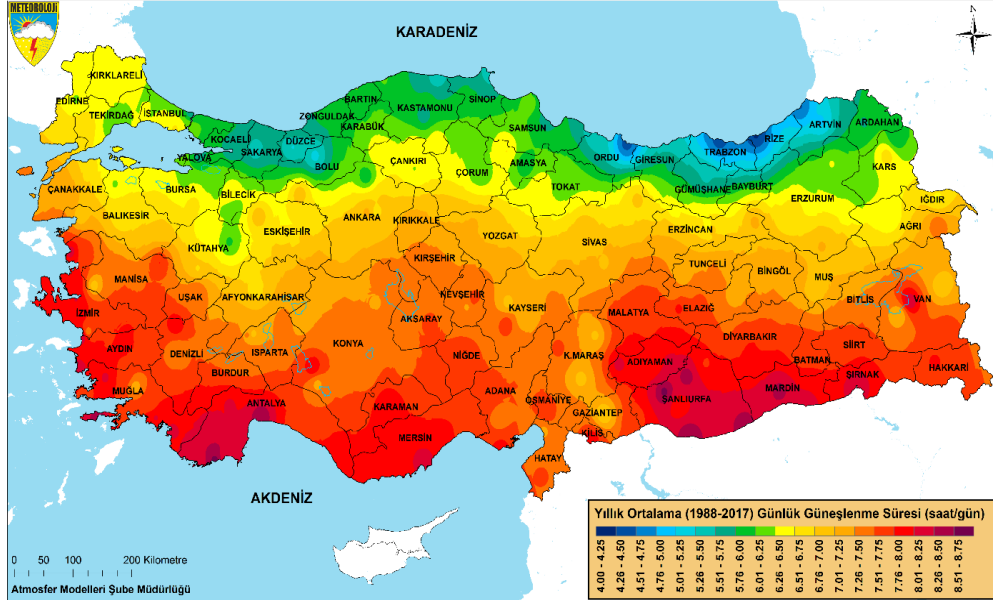 METEOROLOJİ
KARADENİZ
KIRKLARELİ
EDİRNE
TEKİRDAĞ
İSTANBUL
KOCAELİ
YALOVA
SAKARYA
DÜZCE
ZONGULDAK
BARTIN
KARABÜK
KASTAMONU
SİNOP
BOLU
ÇANKIRI
ÇORUM
SAMSUN
AMASYA
TOKAT
ORDU
GİRESUN
TRABZON
RİZE
ARTVİN
ARDAHAN
GÜMÜŞHANE
BAYBURT
KARS
ERZURUM
IĞDIR
AĞRI
ÇANAKKALE
BURSA
BİLECİK
BALIKESİR
ESKİŞEHİR
KÜTAHYA
ANKARA
KIRIKKALE
YOZGAT
SİVAS
ERZİNCAN
TUNCELİ
BİNGÖL
MUŞ
BİTLİS
VAN
KIRŞEHİR
NEVŞEHİR
KAYSERİ
MALATYA
ELAZIĞ
MANİSA
UŞAK
AFYONKARAHİSAR
İZMİR
AYDIN
DENİZLİ
ISPARTA
BURDUR
KONYA
AKSARAY
NİĞDE
K.MARAŞ
ADIYAMAN
DİYARBAKIR
BATMAN
SİİRT
ŞIRNAK
HAKKARİ
MARDİN
ŞANLIURFA
GAZİANTEP
KİLİS
OSMANİYE
ADANA
HATAY
MUĞLA
ANTALYA
KARAMAN
MERSİN
AKDENİZ
N
Yıllık Ortalama (1988-2017) Günlük Güneşlenme Süresi (saat/gün)
4.00 - 4.25
4.26 - 4.50
4.51 - 4.75
4.76 - 5.00
5.01 - 5.25
5.26 - 5.50
5.51 - 5.75
5.76 - 6.00
6.01 - 6.25
6.26 - 6.50
6.51 - 6.75
6.76 - 7.00
7.01 - 7.25
7.26 - 7.50
7.51 - 7.75
7.76 - 8.00
8.01 - 8.25
8.26 - 8.50
8.51 - 8.75
0 50 100 200 Kilometre
Atmosfer Modelleri Şube Müdürlüğü